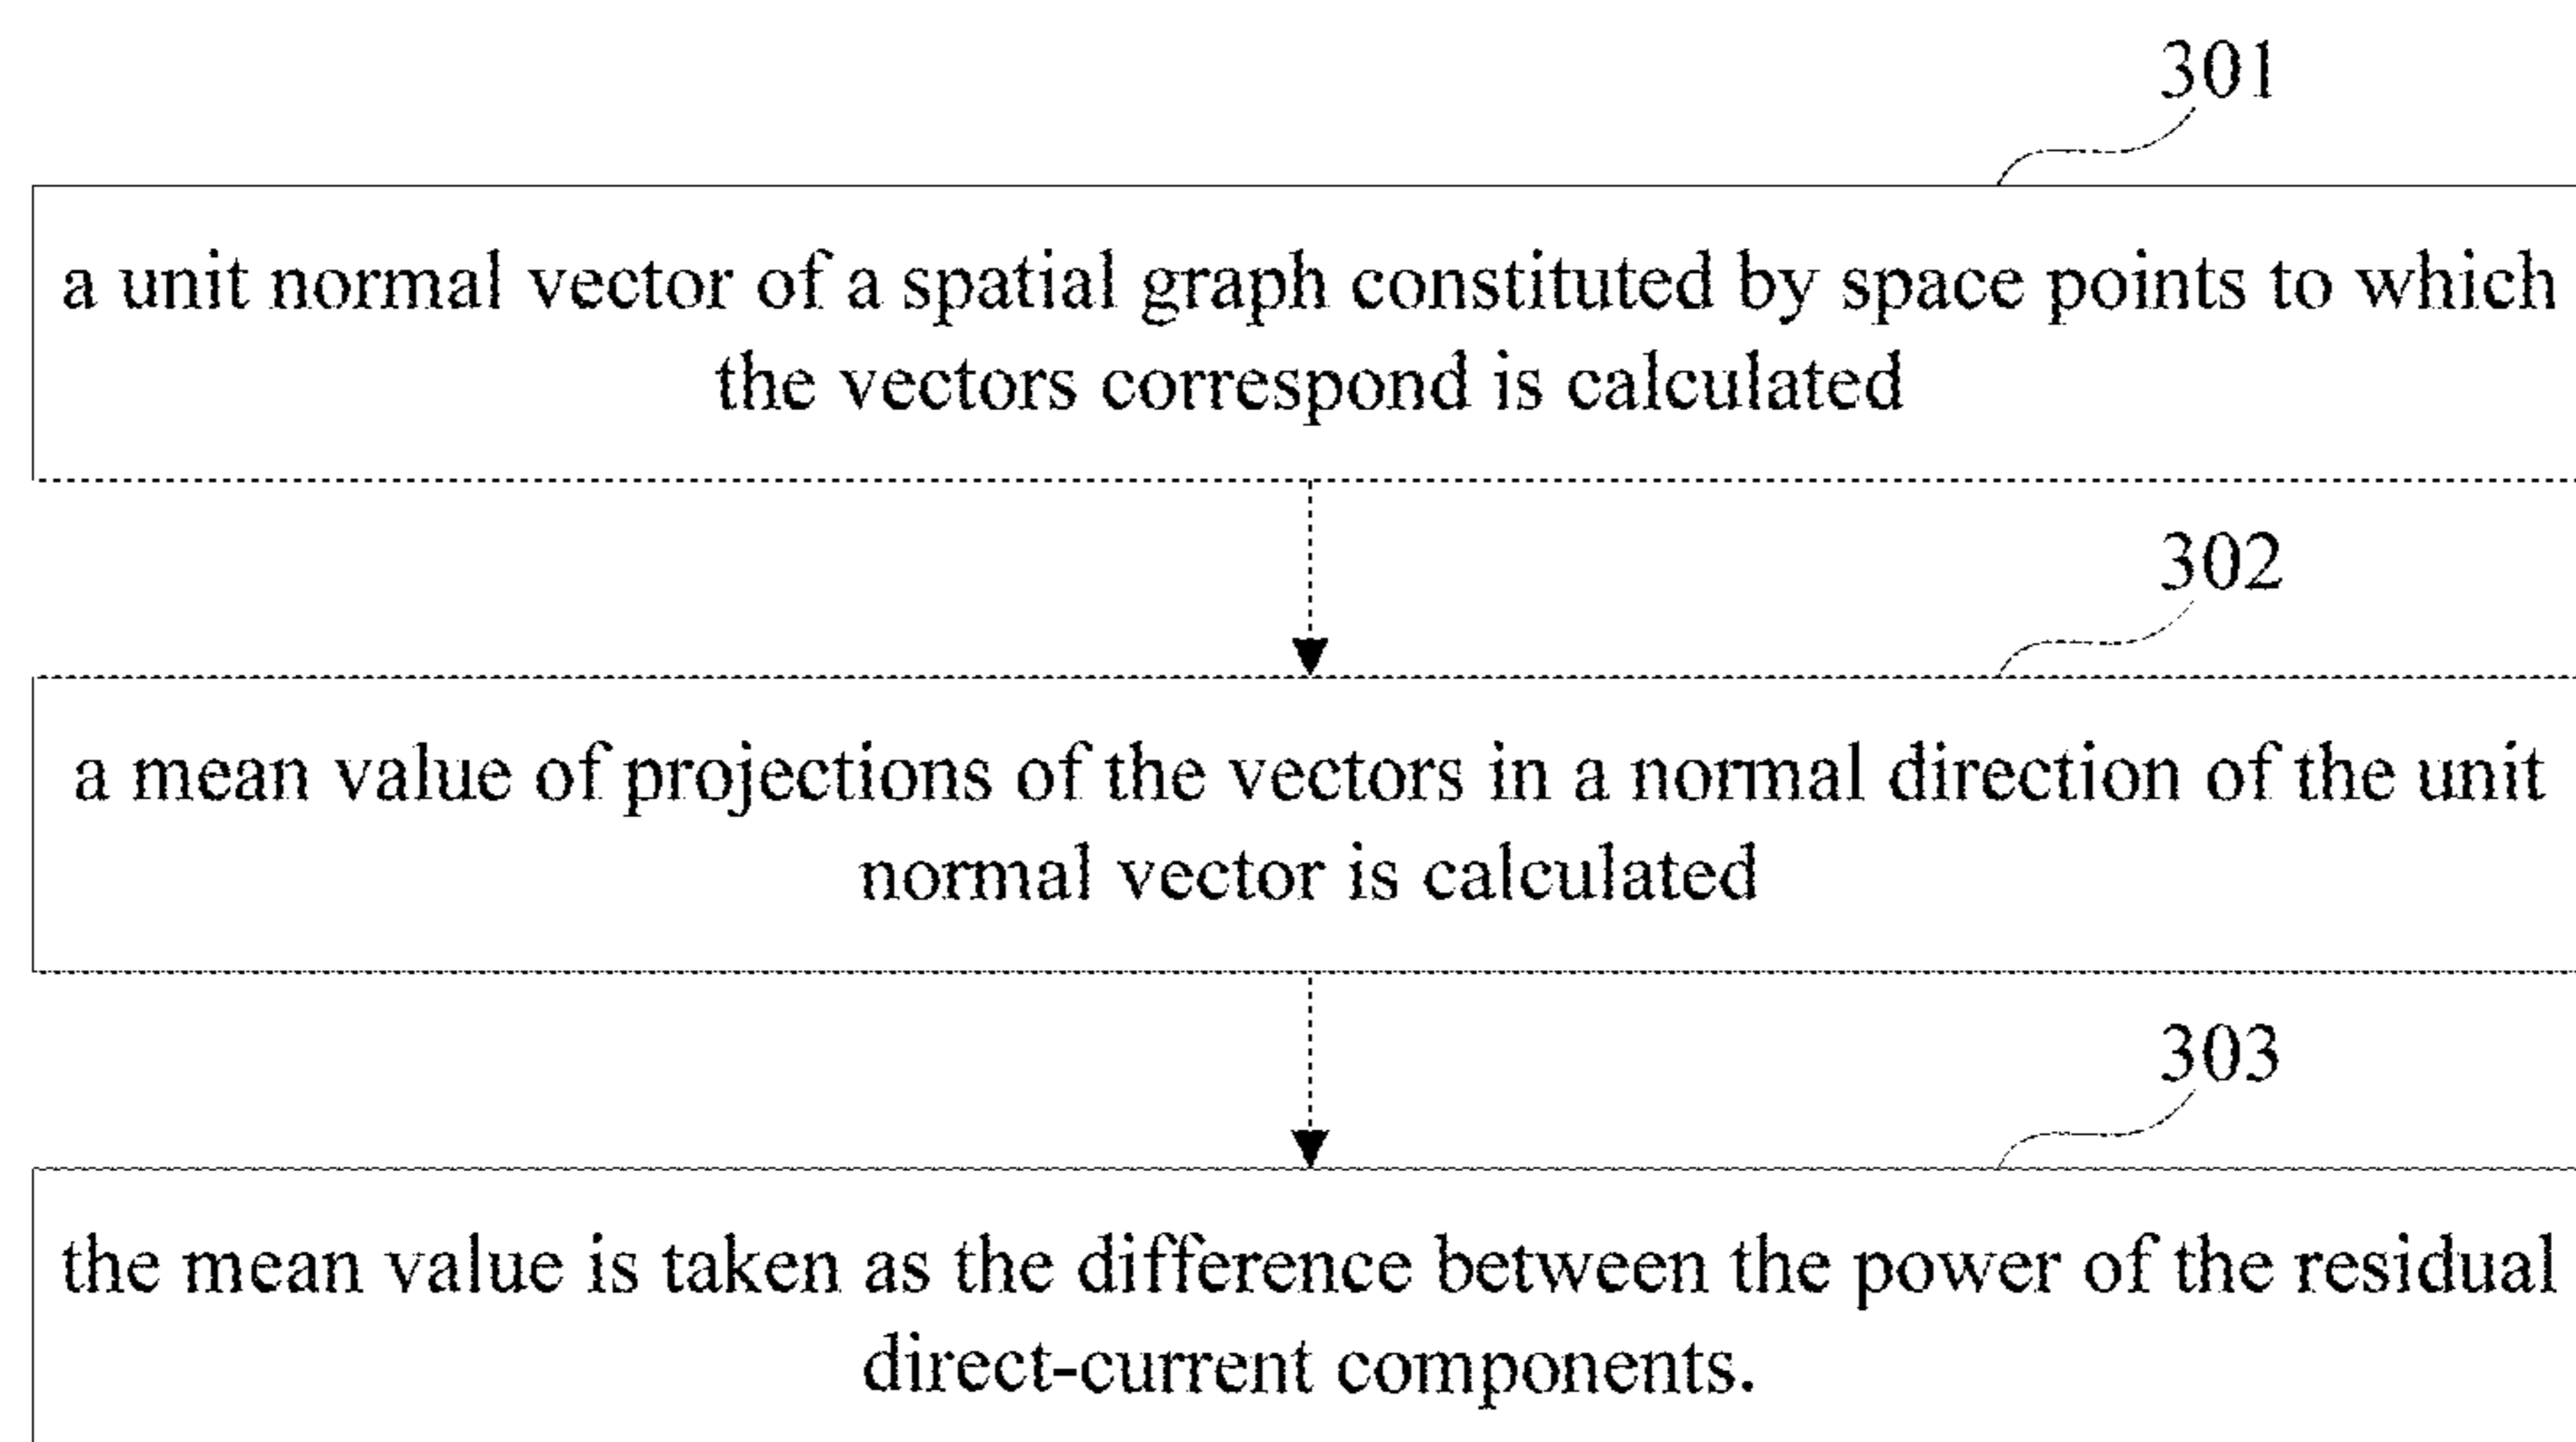 301
a unit normal vector of a spatial graph constituted by space points to which
the vectors correspond is calculated
302
a mean value of projections of the vectors in a normal direction of the unit
normal vector is calculated
303
the mean value is taken as the difference between the power of the residual
direct-current components.